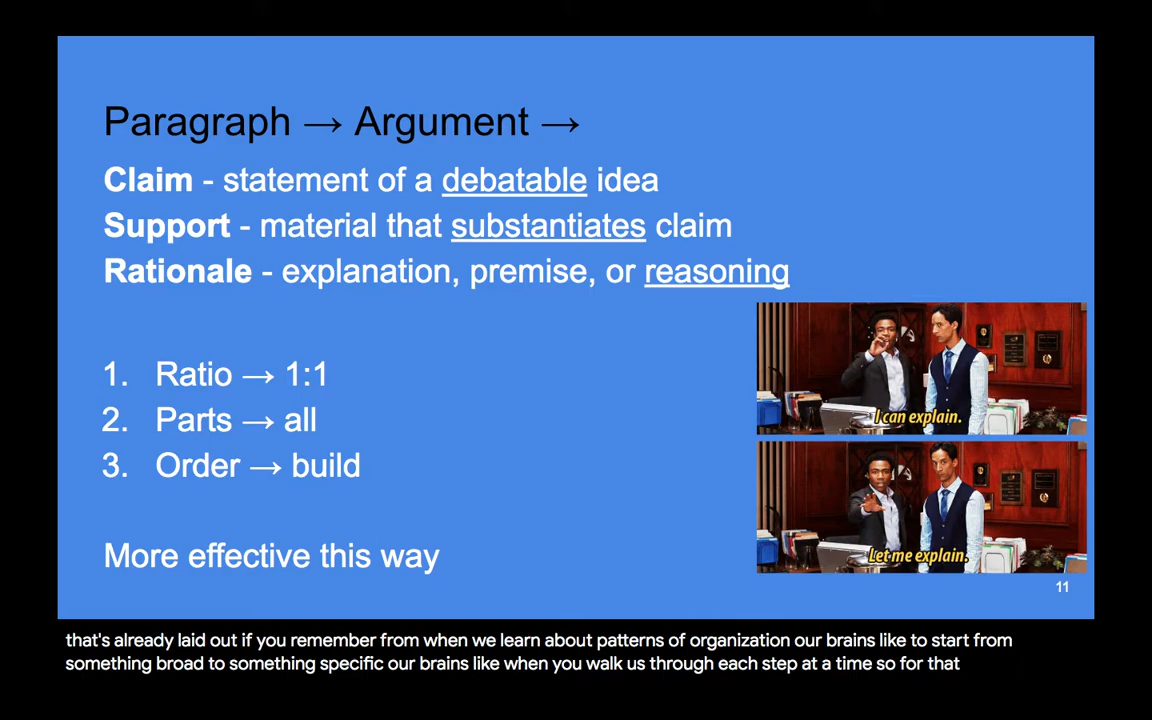 Paragraph → Argument →
Claim - statement of a debatable idea
Support - material that substantiates claim
Rationale - explanation, premise, or reasoning
1. Ratio → 1:1
2. Parts → all
3. Order → build
More effective this way
I can explain.
Let me explain.
11
that's already laid out if you remember from when we learn about patterns of organization our brains like to start from
something broad to something specific our brains like when you walk us through each step at a time so for that